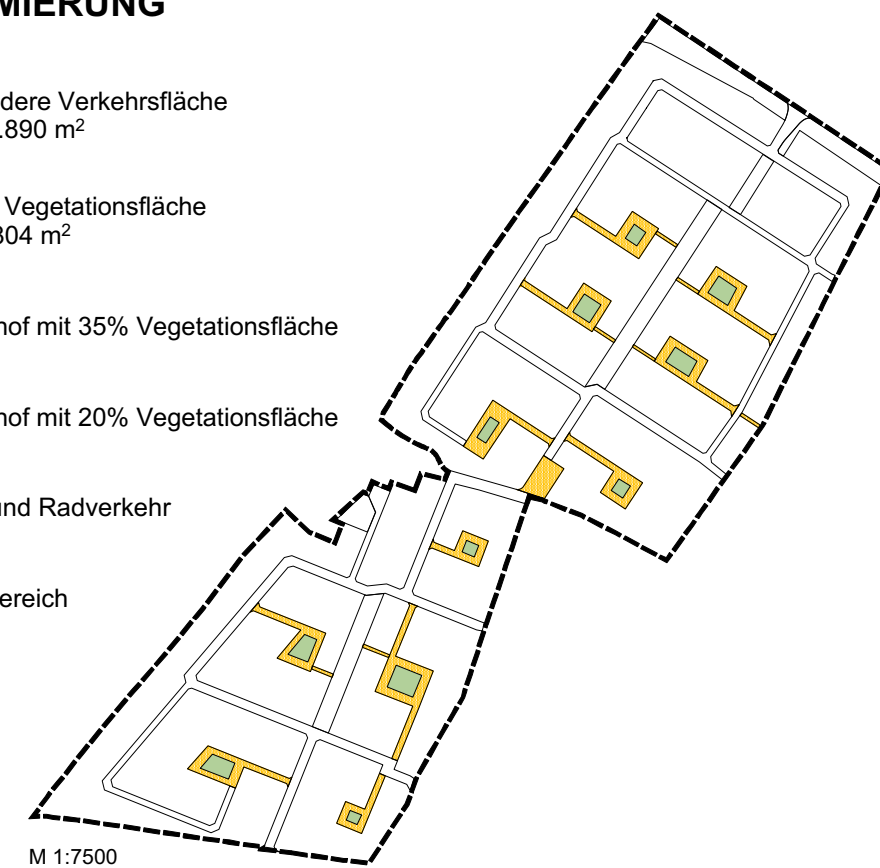 MIERUNG
dere Verkehrsfläche
.890 m²
Vegetationsfläche
304 m²
hof mit 35% Vegetationsfläche
hof mit 20% Vegetationsfläche
und Radverkehr
ereich
M 1:7500